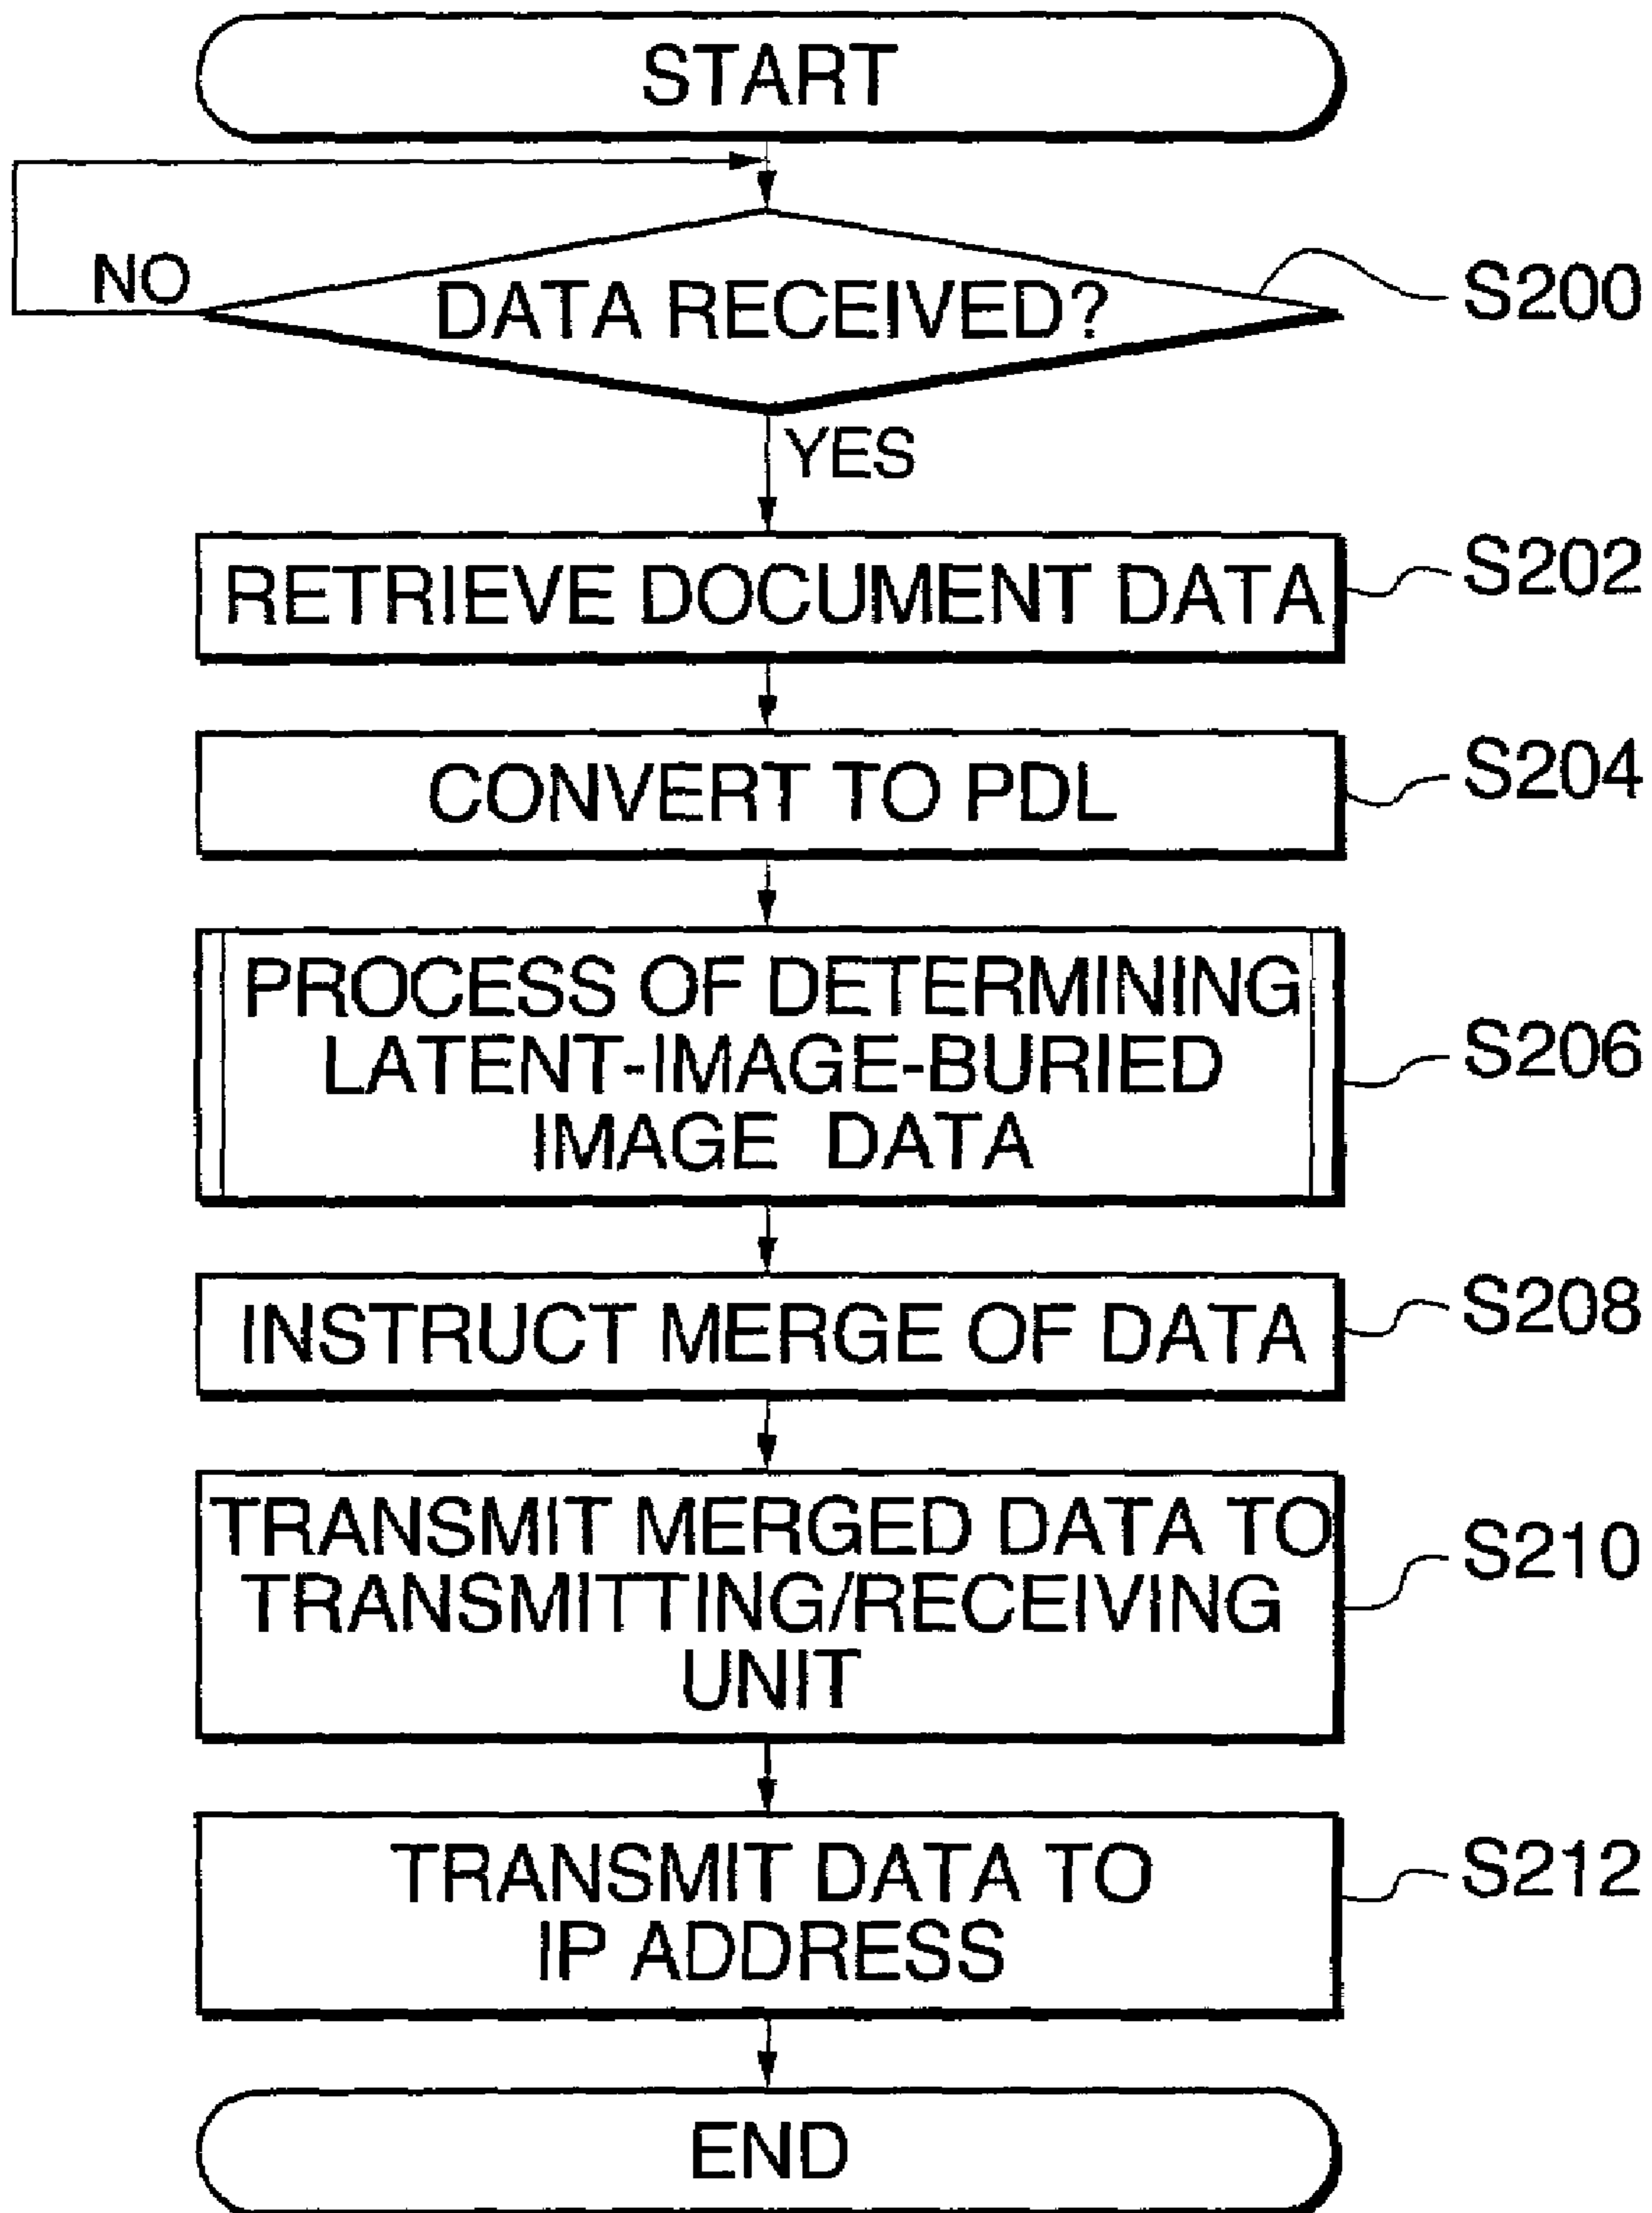 START
NO
DATA RECEIVED?
S200
YES
RETRIEVE DOCUMENT DATA
S202
CONVERT TO PDL
S204
PROCESS OF DETERMINING
LATENT-IMAGE-BURIED
IMAGE DATA
S206
INSTRUCT MERGE OF DATA
S208
TRANSMIT MERGED DATA TO
TRANSMITTING/RECEIVING
UNIT
S210
TRANSMIT DATA TO
IP ADDRESS
S212
END